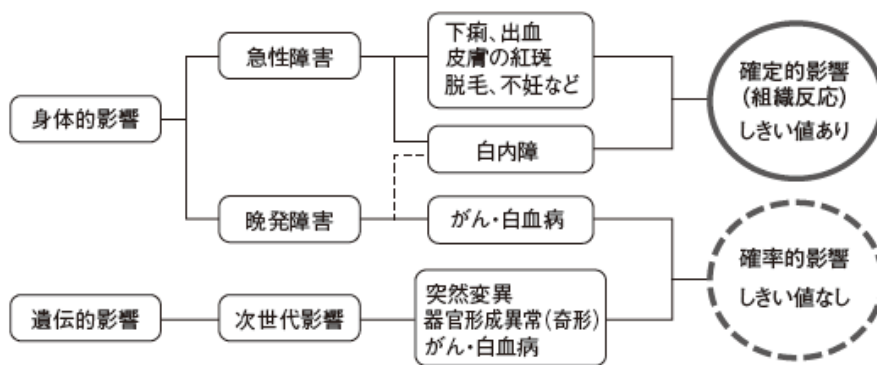 身体的影響
急性障害
下痢、出血
皮膚の紅斑
脱毛、不妊など
白内障
確定的影響
(組織反応)
しきい値あり
晩発障害
がん・白血病
確率的影響
しきい値なし
遺伝的影響
次世代影響
突然変異
器官形成異常(奇形)
がん・白血病